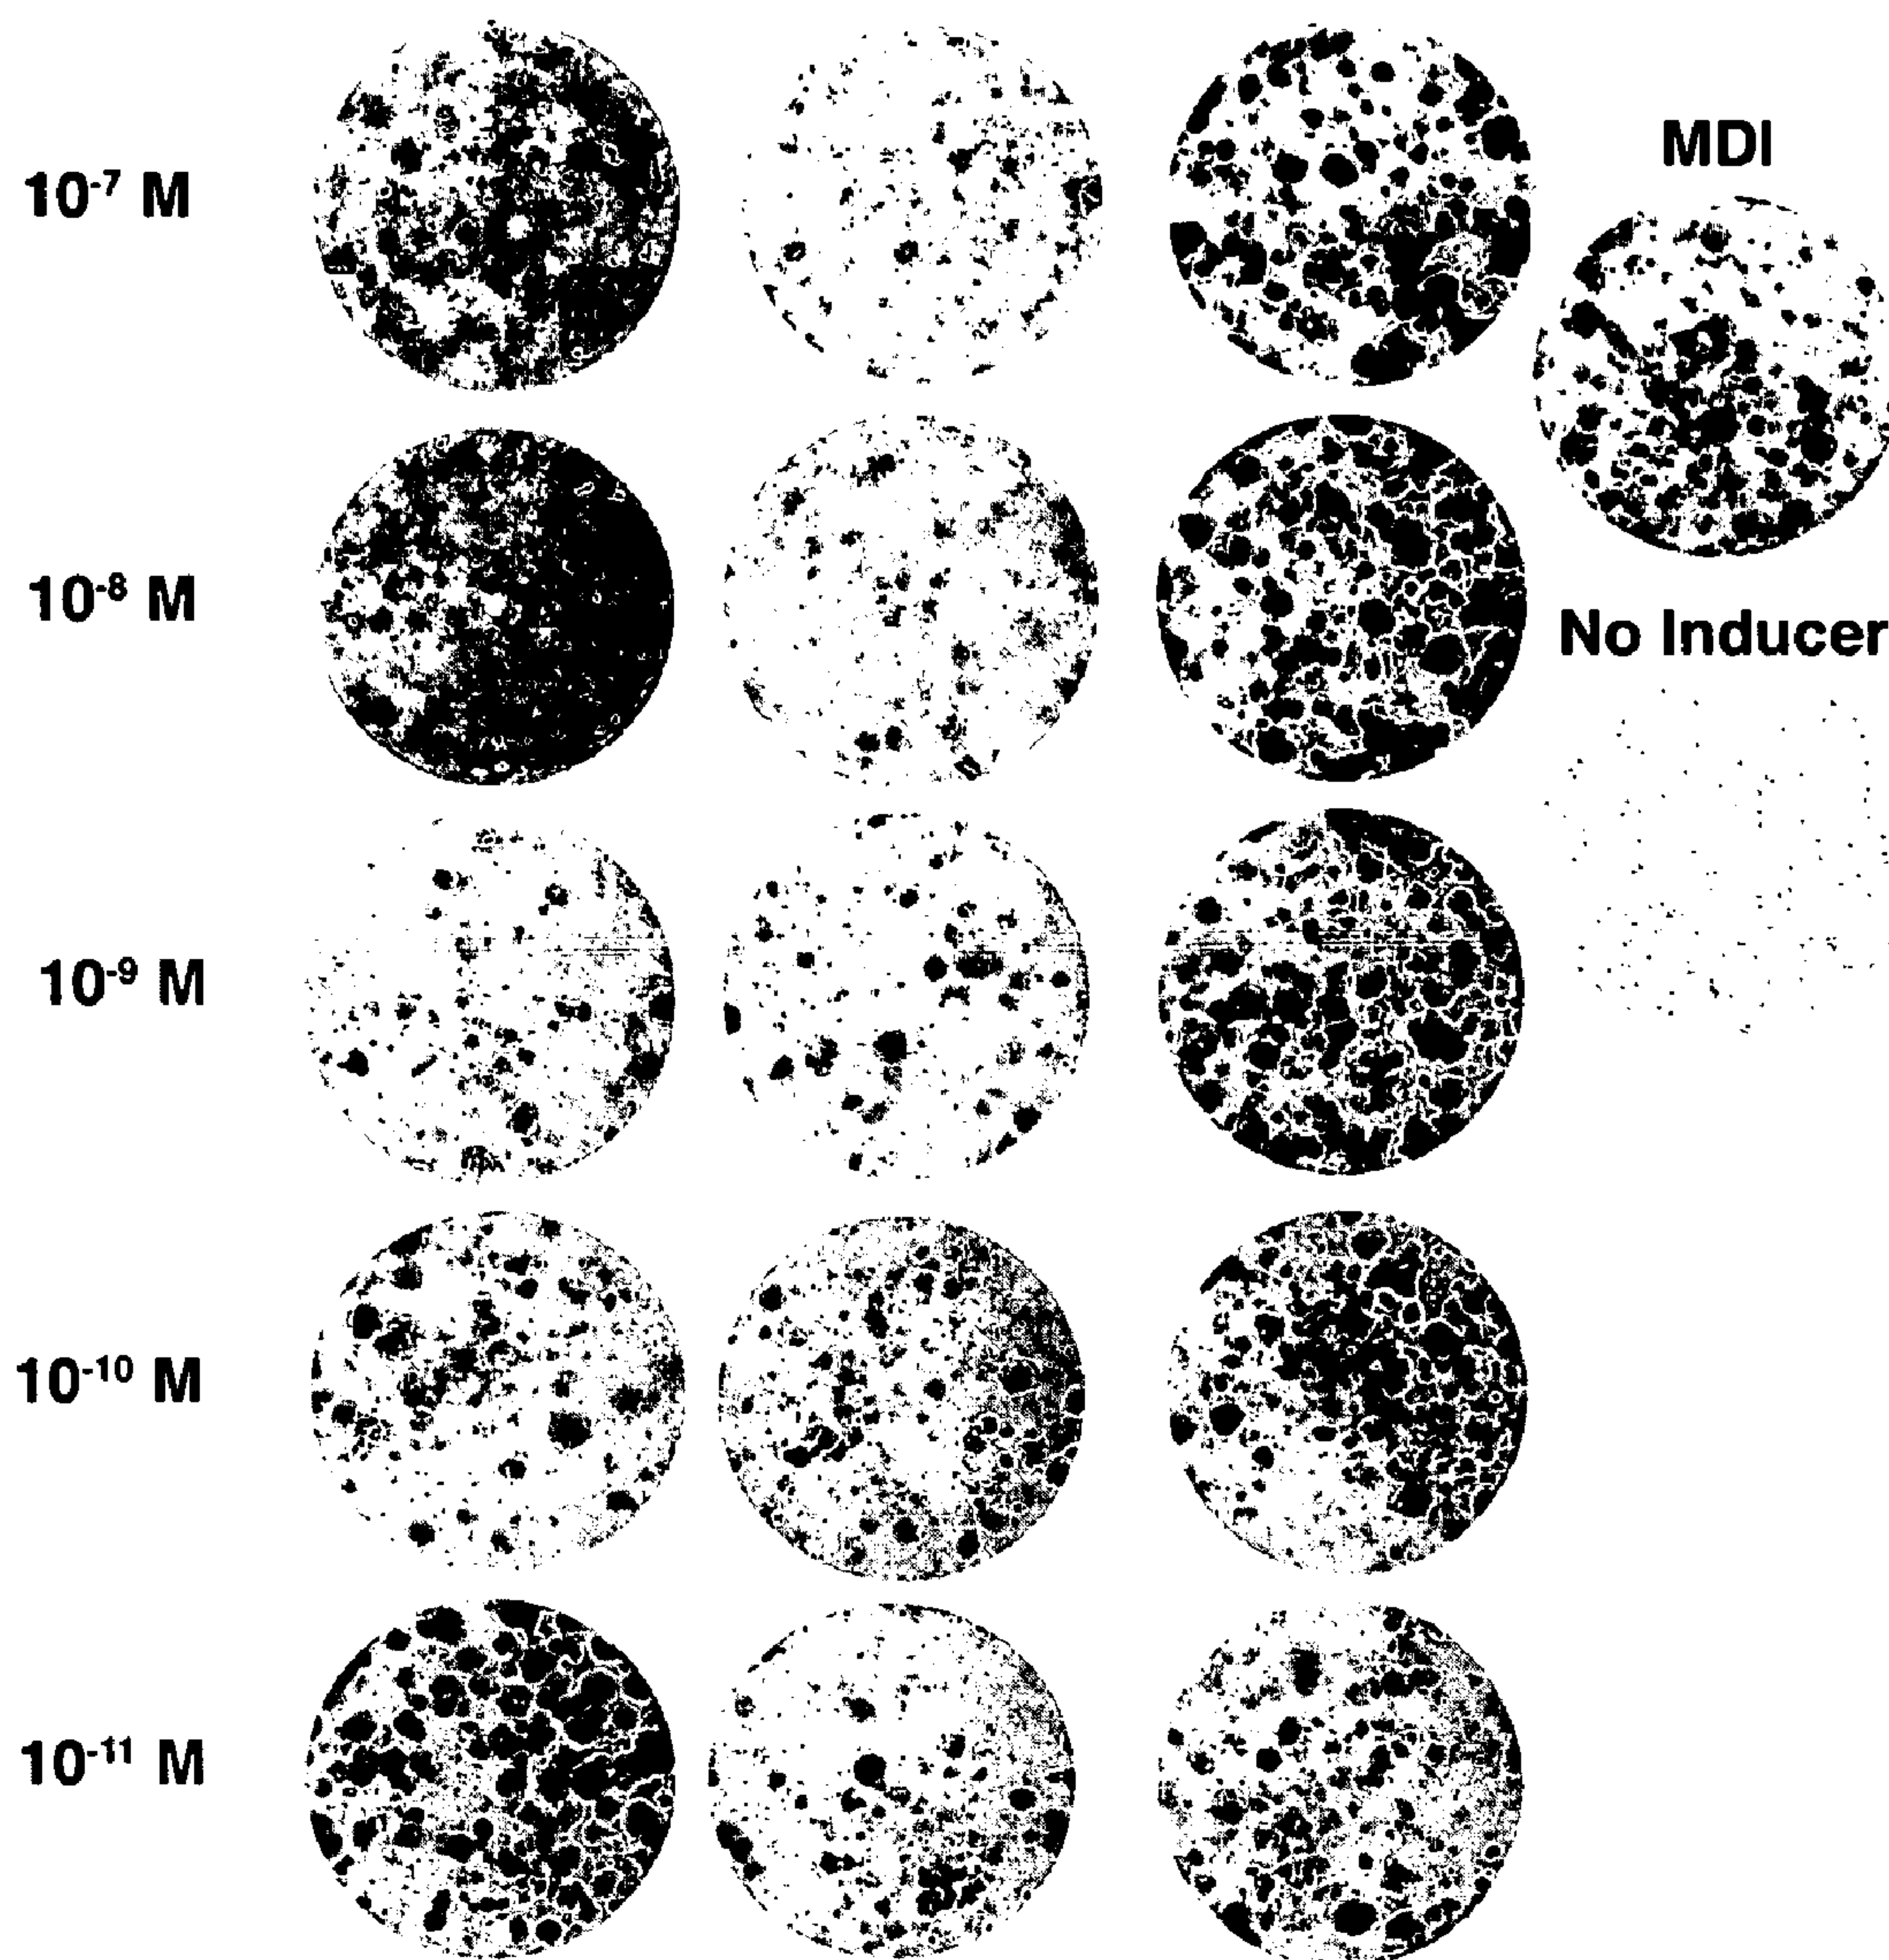 10⁻⁷ M
MDI
10⁻⁸ M
No Inducer
10⁻⁹ M
10⁻¹⁰ M
10⁻¹¹ M